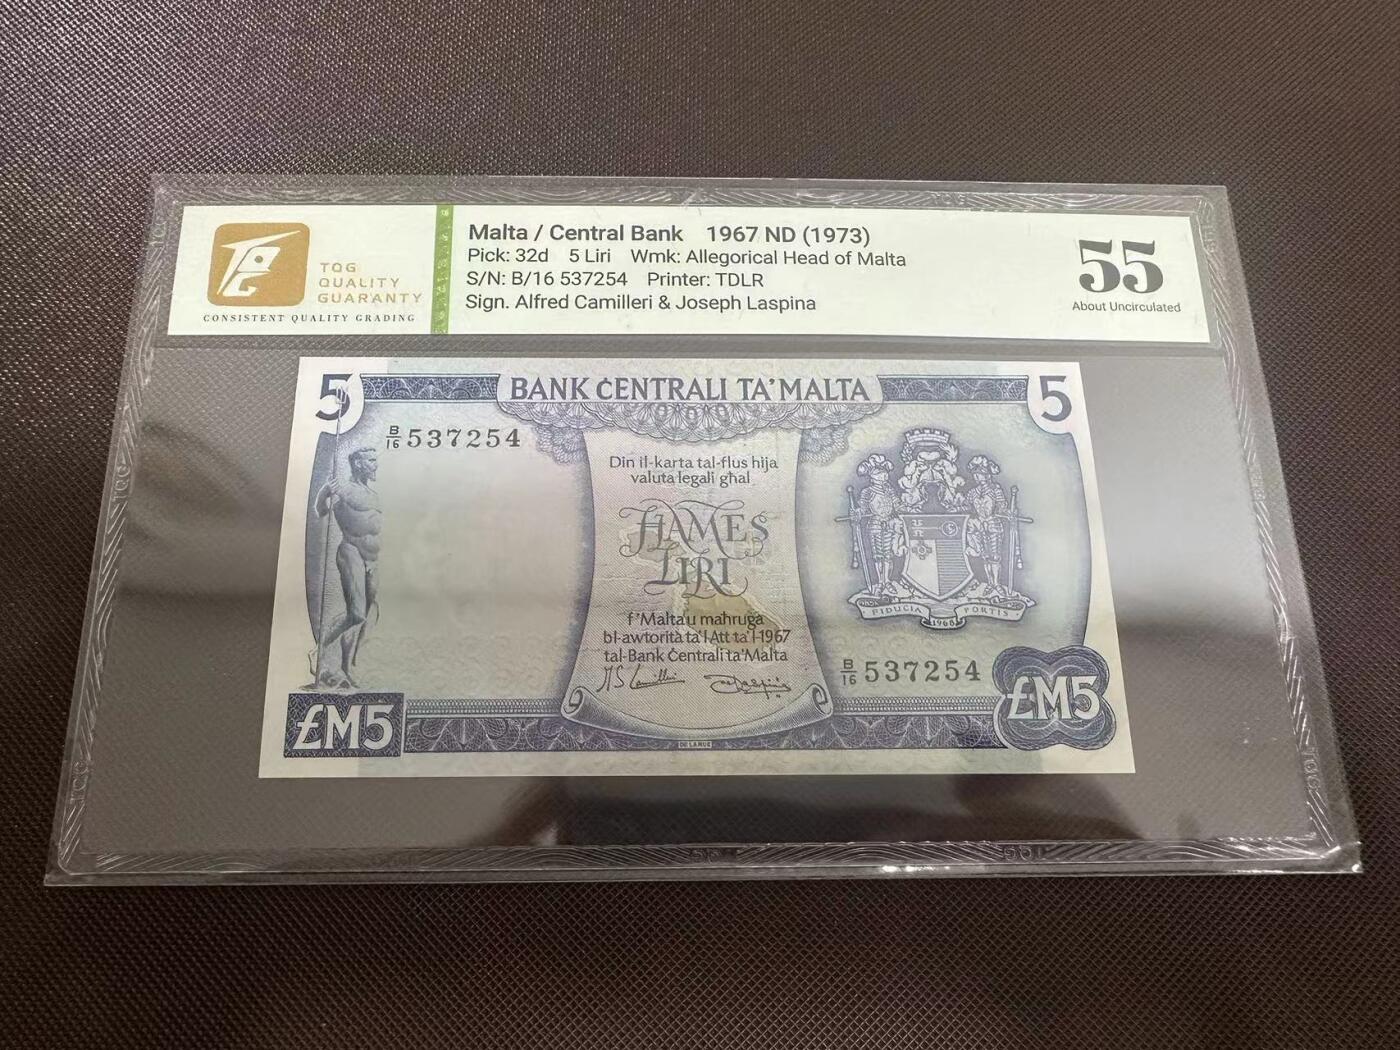 TQG
QUALITY
GUARANTY
CONSISTENT QUALITY GRADING
Malta / Central Bank 1967 ND (1973)
Pick: 32d 5 Liri Wmk: Allegorical Head of Malta
S/N: B/16 537254 Printer: TDLR
Sign. Alfred Camilleri & Joseph Laspina
55
About Uncirculated
5 BANK ĊENTRALI TA' MALTA 5
B/16 537254
Din il-karta tal-flus hija
valuta legali għal
ĦAMES
LIRI
f'Malta u maħruġa
bl-awtorità ta' l-Att ta' l-1967
tal-Bank Ċentrali ta' Malta
FIDUCIA FORTIS
1968
B/16 537254
£M5
£M5
DE LA RUE